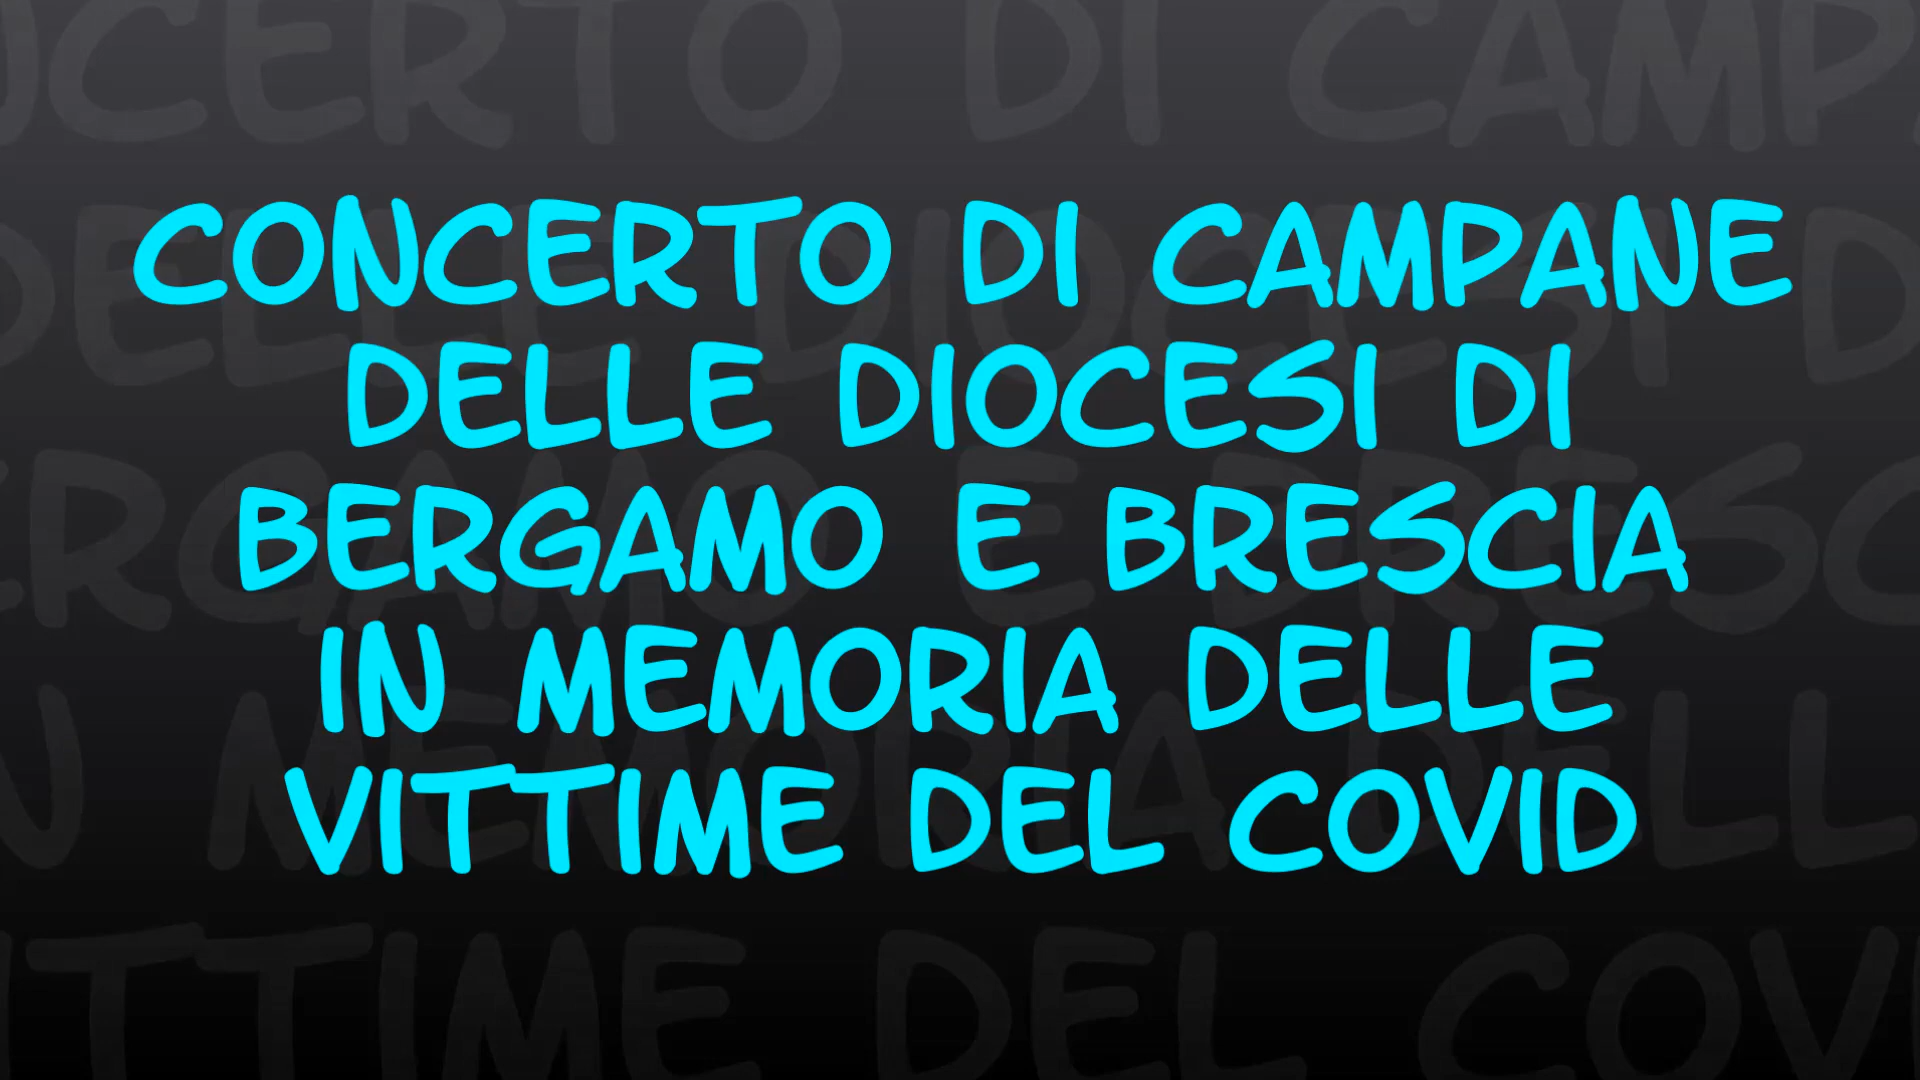 CONCERTO DI CAMPANE
DELLE DIOCESI DI
BERGAMO E BRESCIA
IN MEMORIA DELLE
VITTIME DEL COVID